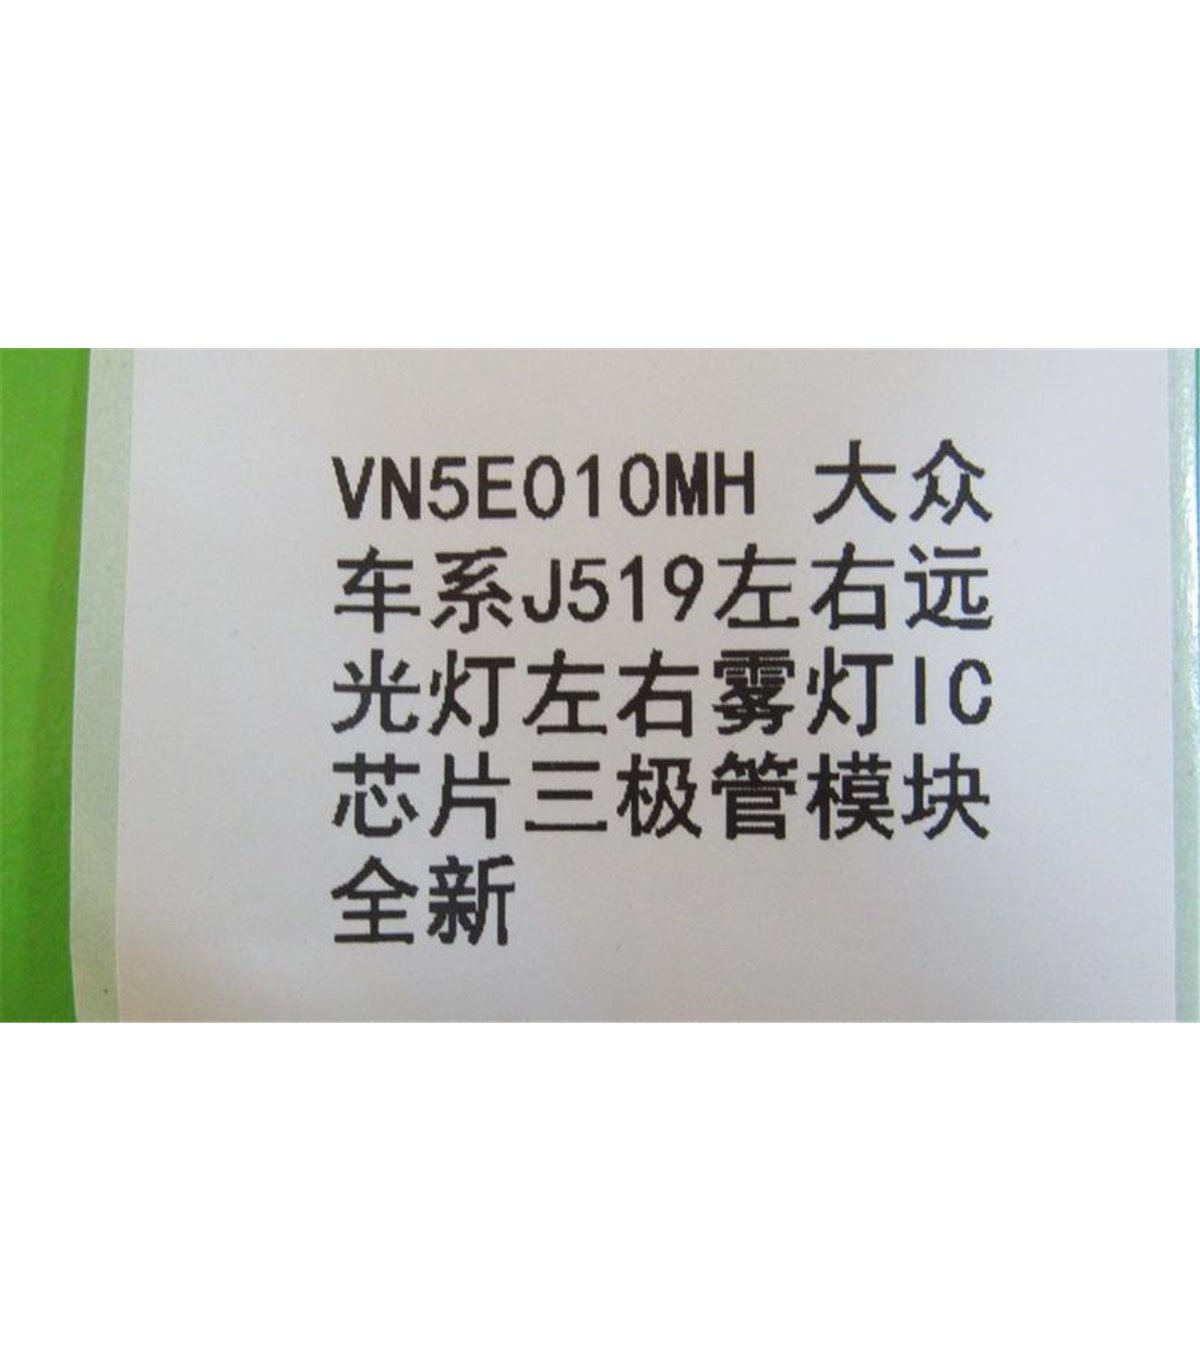 VN5E010MH 大众
车系J519左右远
光灯左右雾灯IC
芯片三极管模块
全新